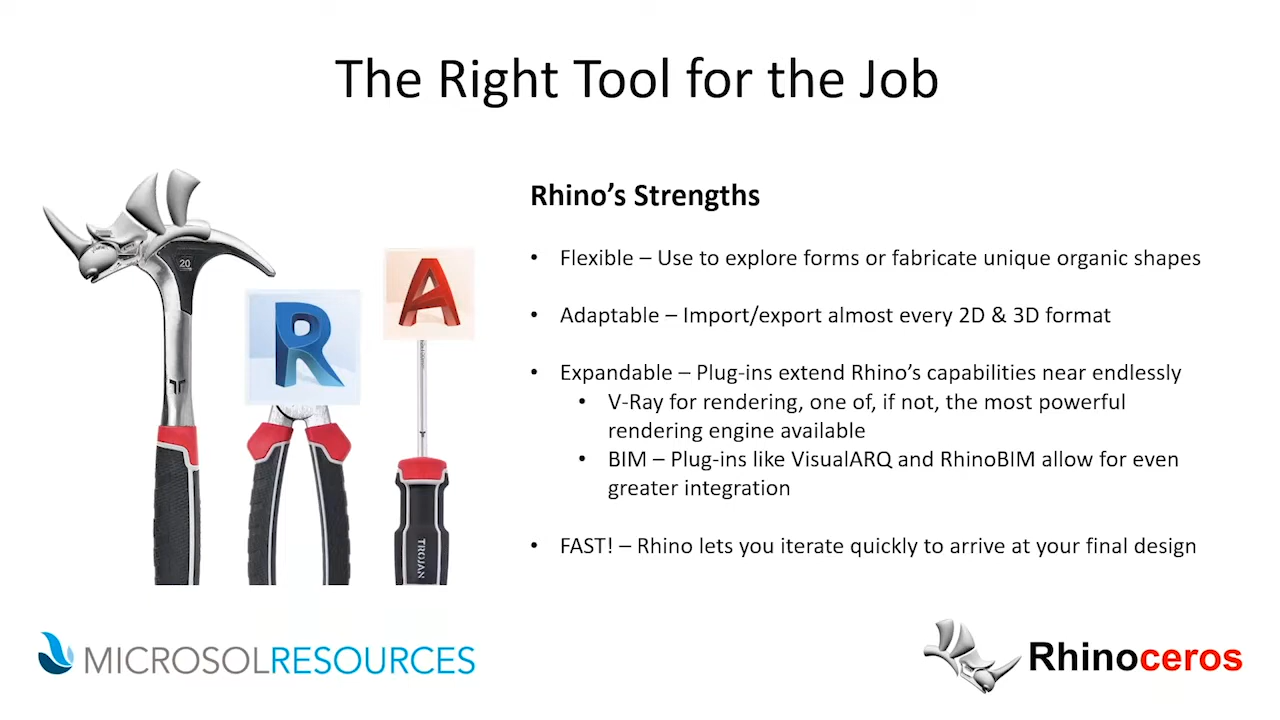 The Right Tool for the Job
Rhino's Strengths
• Flexible – Use to explore forms or fabricate unique organic shapes
• Adaptable – Import/export almost every 2D & 3D format
• Expandable – Plug-ins extend Rhino's capabilities near endlessly
• V-Ray for rendering, one of, if not, the most powerful
rendering engine available
• BIM – Plug-ins like VisualARQ and RhinoBIM allow for even
greater integration
• FAST! – Rhino lets you iterate quickly to arrive at your final design
20
R
A
TROJAN
MICROSOLRESOURCES
Rhinoceros